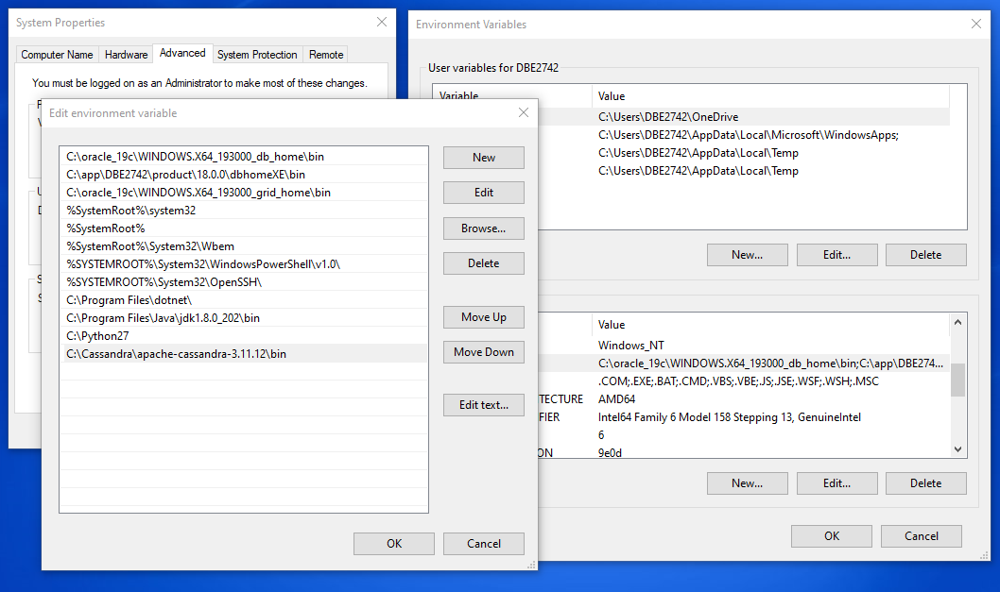 System Properties
Computer Name Hardware Advanced System Protection Remote
You must be logged on as an Administrator to make most of these changes.
Edit environment variable
C:\oracle_19c\WINDOWS.X64_193000_db_home\bin
C:\app\DBE2742\product\18.0.0\dbhomeXE\bin
C:\oracle_19c\WINDOWS.X64_193000_grid_home\bin
%SystemRoot%\system32
%SystemRoot%
%SystemRoot%\System32\Wbem
%SYSTEMROOT%\System32\WindowsPowerShell\v1.0\
%SYSTEMROOT%\System32\OpenSSH\
C:\Program Files\dotnet\
C:\Program Files\Java\jdk1.8.0_202\bin
C:\Python27
C:\Cassandra\apache-cassandra-3.11.12\bin
New
Edit
Browse...
Delete
Move Up
Move Down
Edit text...
OK Cancel
Environment Variables
User variables for DBE2742
Variable Value
C:\Users\DBE2742\OneDrive
C:\Users\DBE2742\AppData\Local\Microsoft\WindowsApps;
C:\Users\DBE2742\AppData\Local\Temp
C:\Users\DBE2742\AppData\Local\Temp
New... Edit... Delete
Value
Windows_NT
C:\oracle_19c\WINDOWS.X64_193000_db_home\bin;C:\app\DBE274...
.COM;.EXE;.BAT;.CMD;.VBS;.VBE;.JS;.JSE;.WSF;.WSH;.MSC
TECTURE AMD64
FIER Intel64 Family 6 Model 158 Stepping 13, GenuineIntel
6
ON 9e0d
New... Edit... Delete
OK Cancel